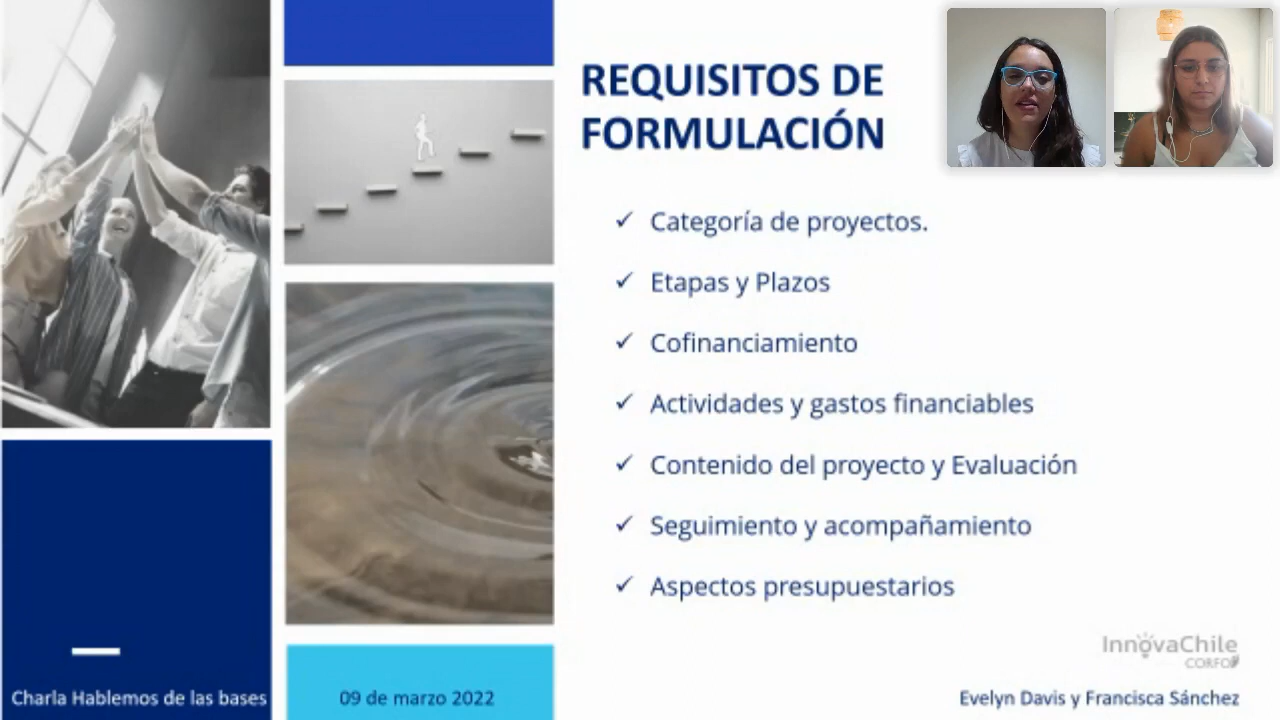 REQUISITOS DE
FORMULACIÓN
✓ Categoría de proyectos.
✓ Etapas y Plazos
✓ Cofinanciamiento
✓ Actividades y gastos financiables
✓ Contenido del proyecto y Evaluación
✓ Seguimiento y acompañamiento
✓ Aspectos presupuestarios
InnovaChile
CORFO
Charla Hablemos de las bases
09 de marzo 2022
Evelyn Davis y Francisca Sánchez